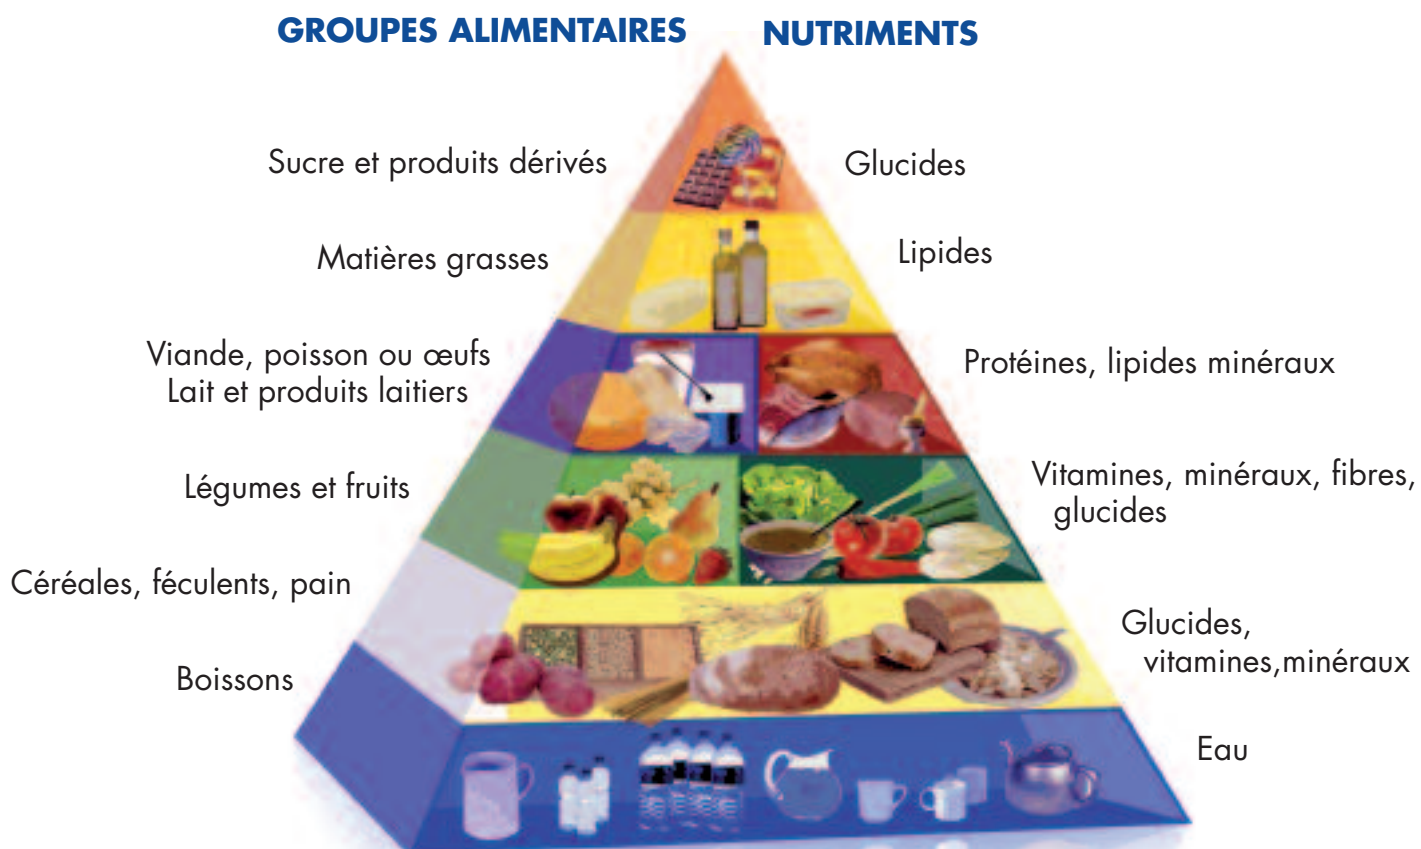 GROUPES ALIMENTAIRES NUTRIMENTS
Sucre et produits dérivés
Glucides
Matières grasses
Lipides
Viande, poisson ou œufs
Lait et produits laitiers
Protéines, lipides minéraux
Légumes et fruits
Vitamines, minéraux, fibres,
glucides
Céréales, féculents, pain
Glucides,
vitamines,minéraux
Boissons
Eau